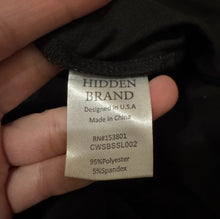 HIDDEN
BRAND
Designed in U.S.A
Made in China
RN#153801
CWSBSSL002
95%Polyester
5%Spandex